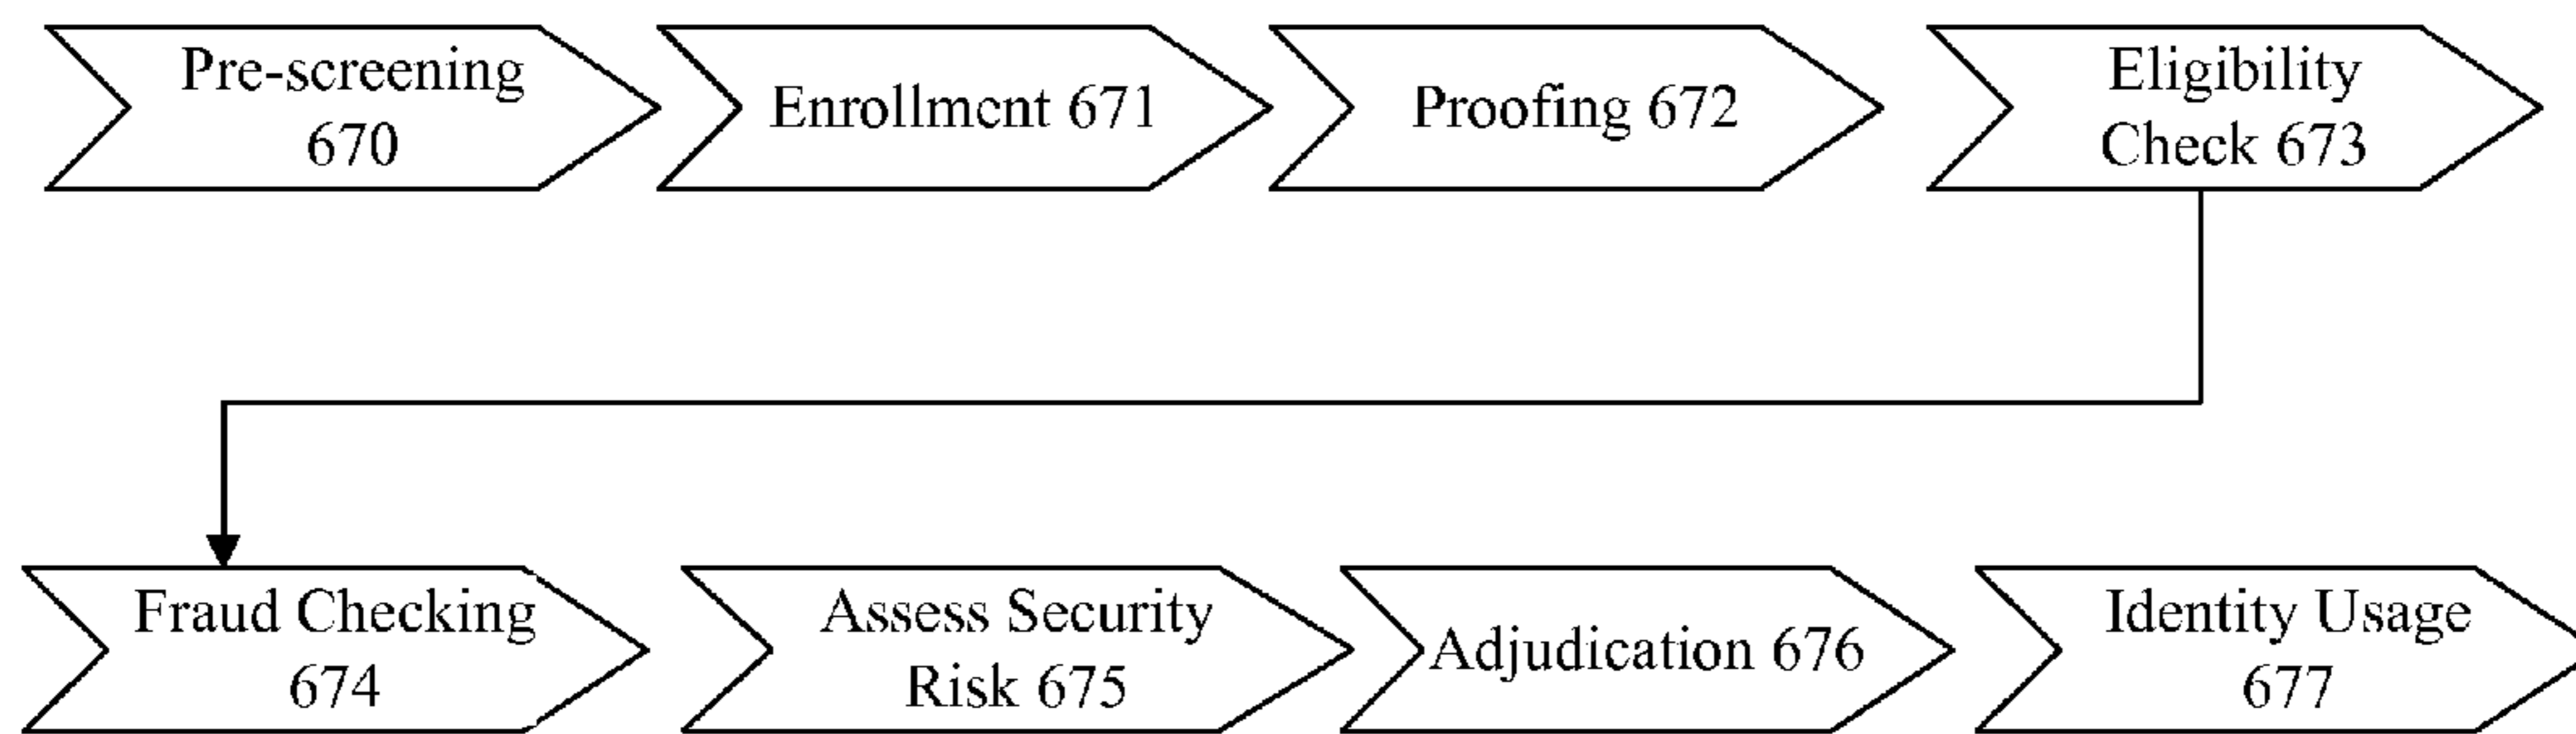 Pre-screening
670
Enrollment 671
Proofing 672
Eligibility
Check 673
Fraud Checking
674
Assess Security
Risk 675
Adjudication 676
Identity Usage
677